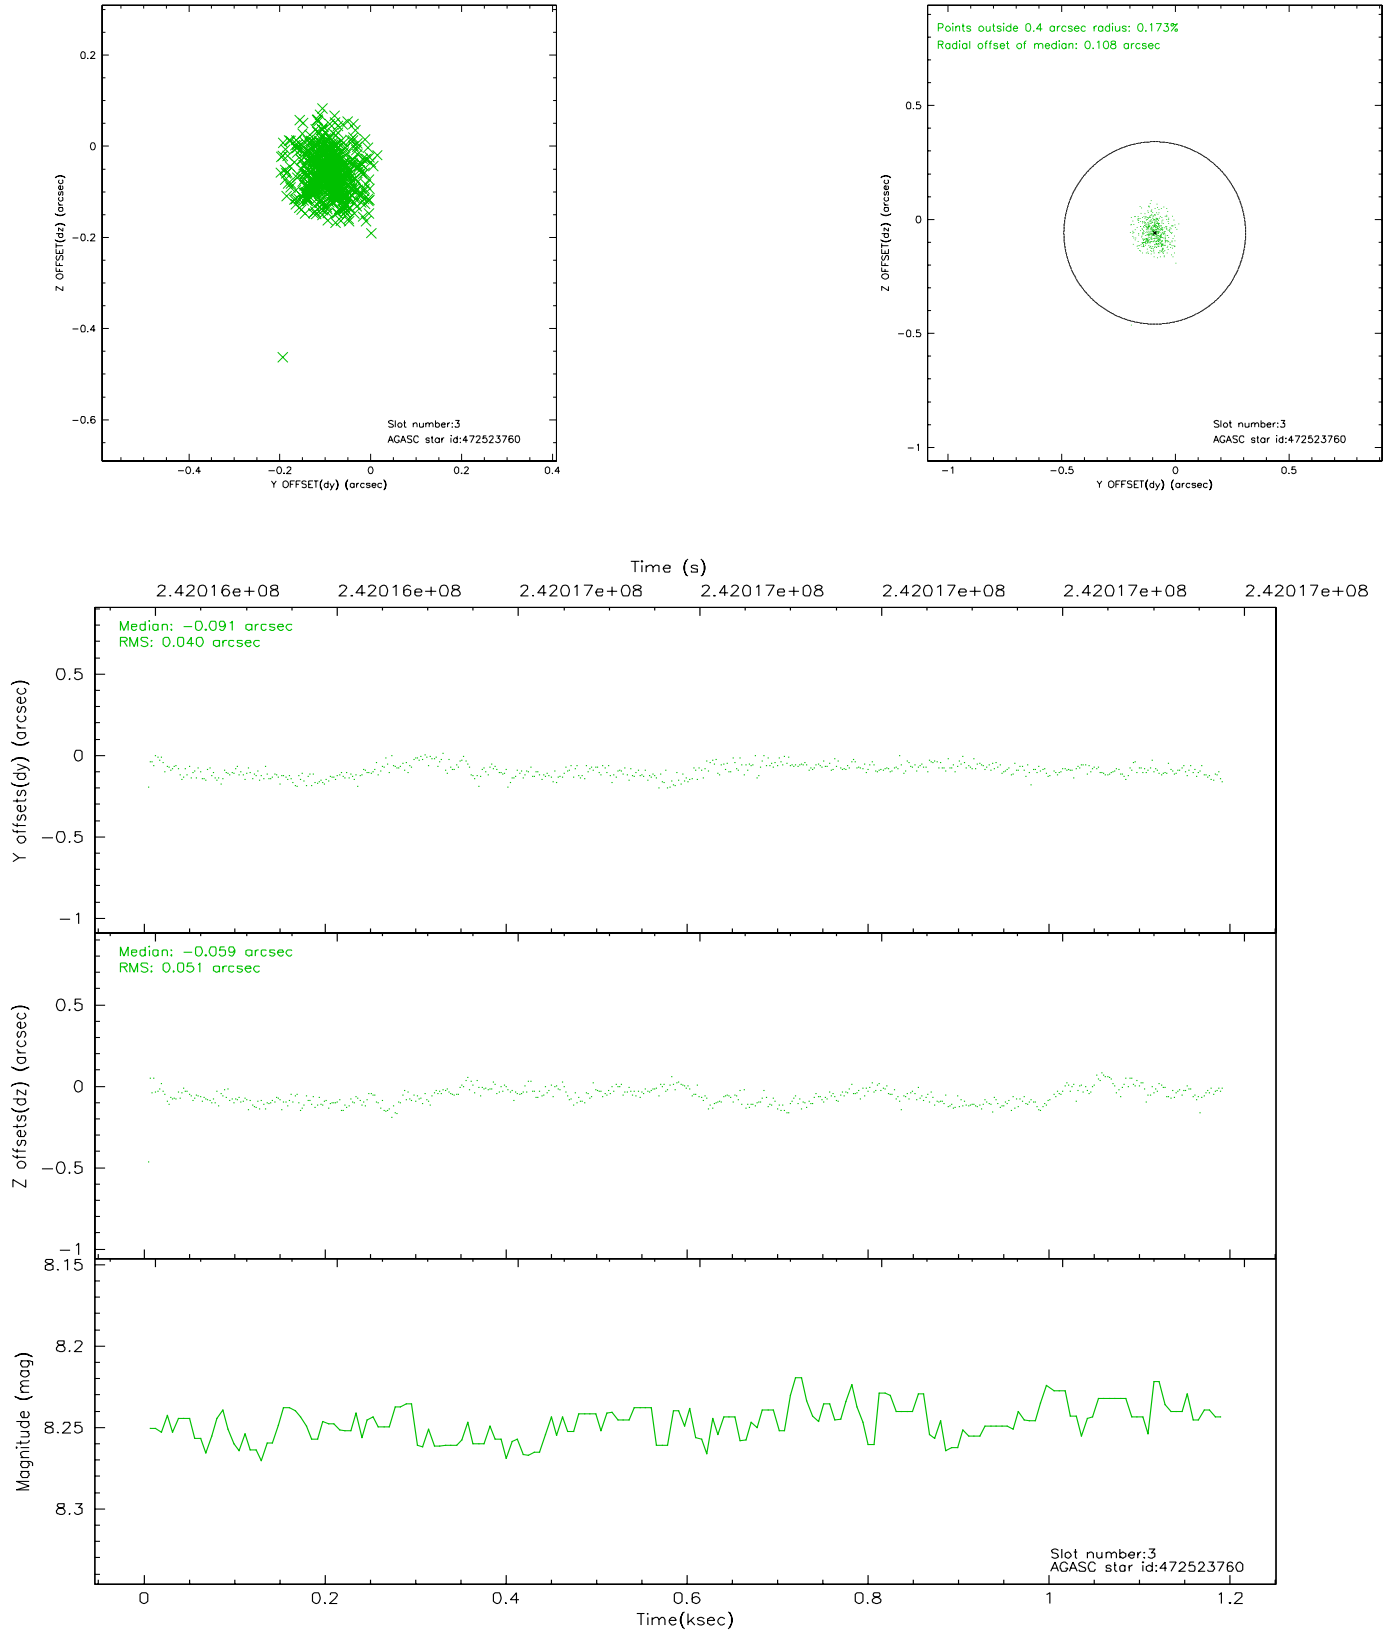 0.2
0
−0.2
−0.4
−0.6
Z OFFSET(dz) (arcsec)
Slot number:3
AGASC star id:472523760
−0.4 −0.2 0 0.2 0.4
Y OFFSET(dy) (arcsec)
Points outside 0.4 arcsec radius: 0.173%
Radial offset of median: 0.108 arcsec
0.5
0
−0.5
−1
Z OFFSET(dz) (arcsec)
Slot number:3
AGASC star id:472523760
−1 −0.5 0 0.5
Y OFFSET(dy) (arcsec)
Time (s)
2.42016e+08 2.42016e+08 2.42017e+08 2.42017e+08 2.42017e+08 2.42017e+08 2.42017e+08
Median: −0.091 arcsec
RMS: 0.040 arcsec
0.5
0
−0.5
−1
Y offsets(dy) (arcsec)
Median: −0.059 arcsec
RMS: 0.051 arcsec
0.5
0
−0.5
−1
Z offsets(dz) (arcsec)
8.15
8.2
8.25
8.3
Magnitude (mag)
Slot number:3
AGASC star id:472523760
0 0.2 0.4 0.6 0.8 1 1.2
Time(ksec)